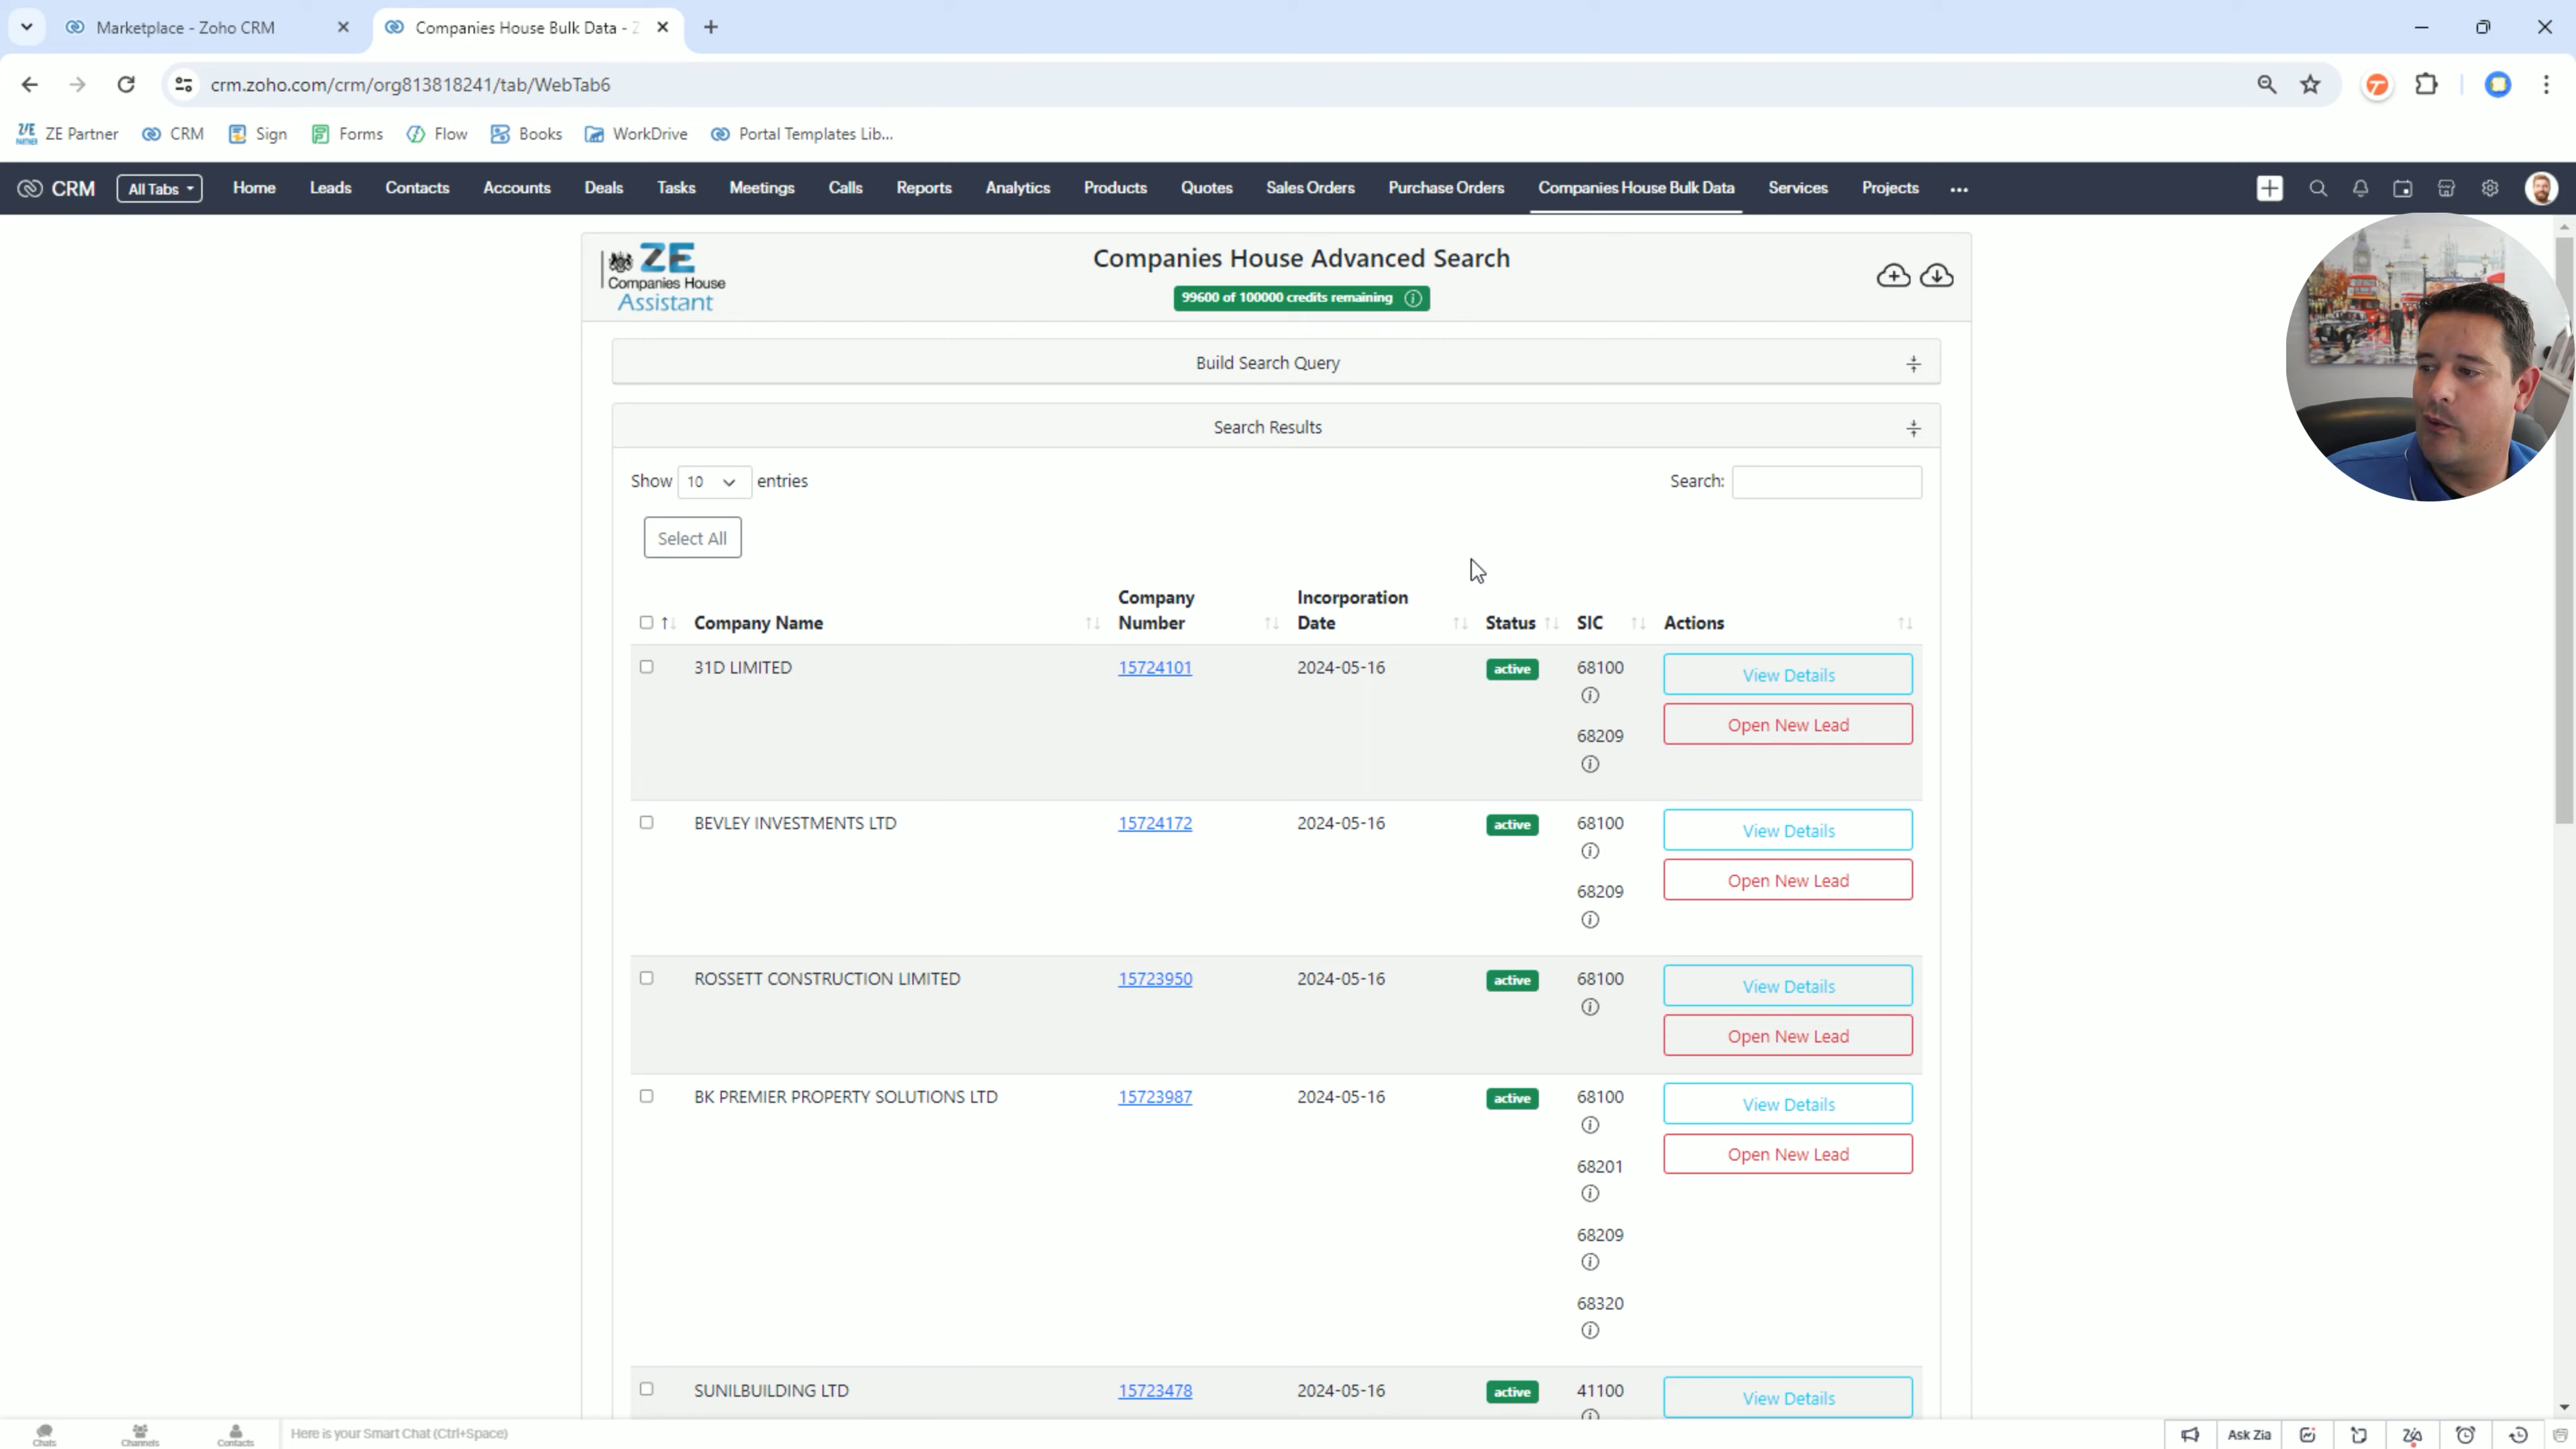 Marketplace - Zoho CRM
Companies House Bulk Data - Z
crm.zoho.com/crm/org813818241/tab/WebTab6
ZE Partner CRM Sign Forms Flow Books WorkDrive Portal Templates Lib...
CRM All Tabs Home Leads Contacts Accounts Deals Tasks Meetings Calls Reports Analytics Products Quotes Sales Orders Purchase Orders Companies House Bulk Data Services Projects ...
ZE
Companies House
Assistant
Companies House Advanced Search
99600 of 100000 credits remaining
Build Search Query
Search Results
Show 10 entries
Search:
Select All
Company Name Company Number Incorporation Date Status SIC Actions
31D LIMITED 15724101 2024-05-16 active 68100 View Details
Open New Lead
68209
BEVLEY INVESTMENTS LTD 15724172 2024-05-16 active 68100 View Details
Open New Lead
68209
ROSSETT CONSTRUCTION LIMITED 15723950 2024-05-16 active 68100 View Details
Open New Lead
BK PREMIER PROPERTY SOLUTIONS LTD 15723987 2024-05-16 active 68100 View Details
Open New Lead
68201
68209
68320
SUNILBUILDING LTD 15723478 2024-05-16 active 41100 View Details
Chats Channels Contacts Here is your Smart Chat (Ctrl+Space) Ask Zia